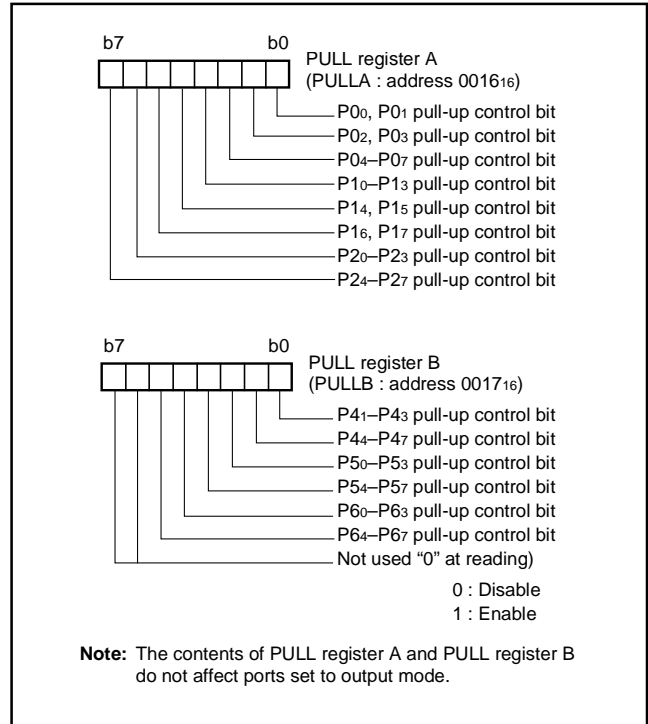 b7 b0
PULL register A
(PULLA : address 0016₁₆)
P0₀, P0₁ pull-up control bit
P0₂, P0₃ pull-up control bit
P0₄–P0₇ pull-up control bit
P1₀–P1₃ pull-up control bit
P1₄, P1₅ pull-up control bit
P1₆, P1₇ pull-up control bit
P2₀–P2₃ pull-up control bit
P2₄–P2₇ pull-up control bit
b7 b0
PULL register B
(PULLB : address 0017₁₆)
P4₁–P4₃ pull-up control bit
P4₄–P4₇ pull-up control bit
P5₀–P5₃ pull-up control bit
P5₄–P5₇ pull-up control bit
P6₀–P6₃ pull-up control bit
P6₄–P6₇ pull-up control bit
Not used “0” at reading)
0 : Disable
1 : Enable
Note: The contents of PULL register A and PULL register B
do not affect ports set to output mode.